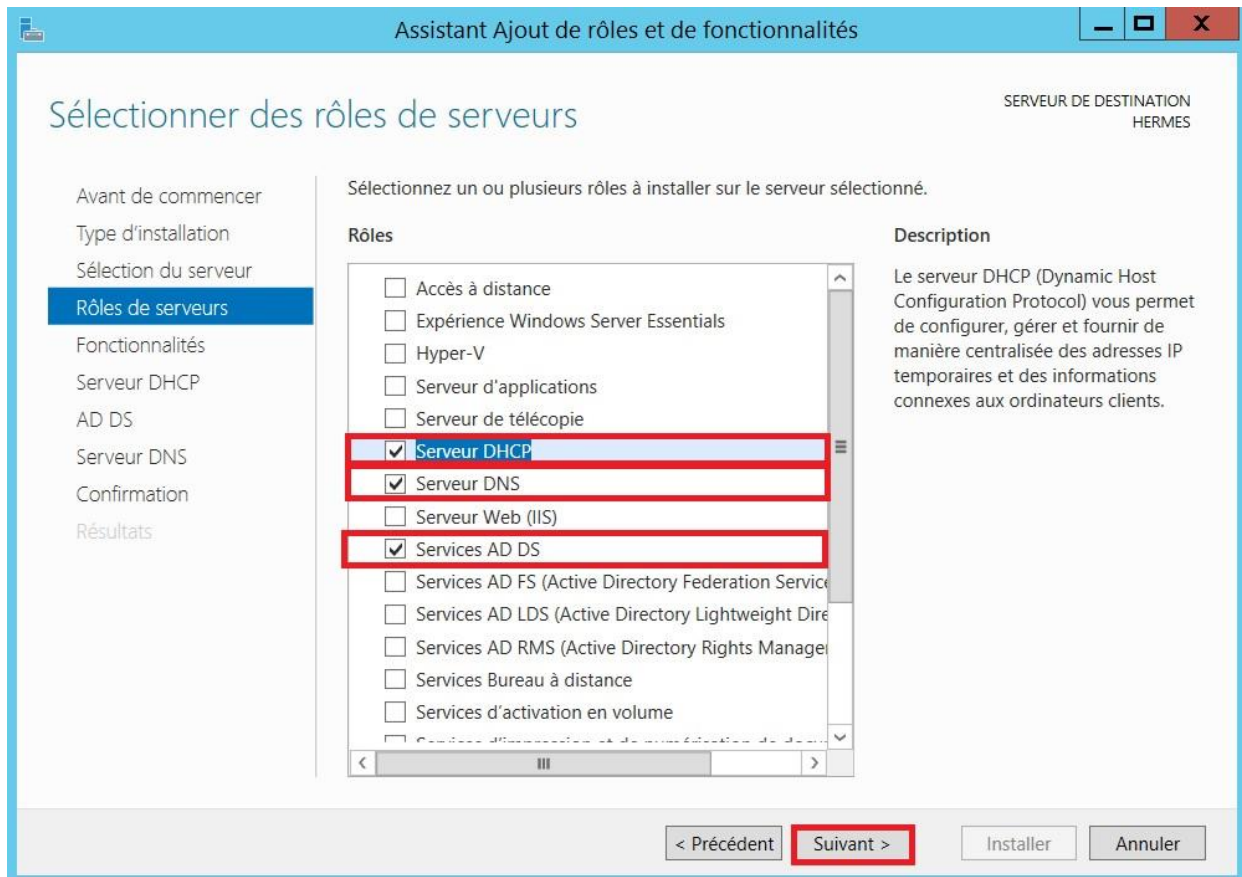 Assistant Ajout de rôles et de fonctionnalités
Sélectionner des rôles de serveurs
SERVEUR DE DESTINATION
HERMES
Avant de commencer
Type d'installation
Sélection du serveur
Rôles de serveurs
Fonctionnalités
Serveur DHCP
AD DS
Serveur DNS
Confirmation
Résultats
Sélectionnez un ou plusieurs rôles à installer sur le serveur sélectionné.
Rôles
Accès à distance
Expérience Windows Server Essentials
Hyper-V
Serveur d'applications
Serveur de télécopie
Serveur DHCP
Serveur DNS
Serveur Web (IIS)
Services AD DS
Services AD FS (Active Directory Federation Service
Services AD LDS (Active Directory Lightweight Dire
Services AD RMS (Active Directory Rights Manager
Services Bureau à distance
Services d'activation en volume
Description
Le serveur DHCP (Dynamic Host
Configuration Protocol) vous permet
de configurer, gérer et fournir de
manière centralisée des adresses IP
temporaires et des informations
connexes aux ordinateurs clients.
< Précédent
Suivant >
Installer
Annuler